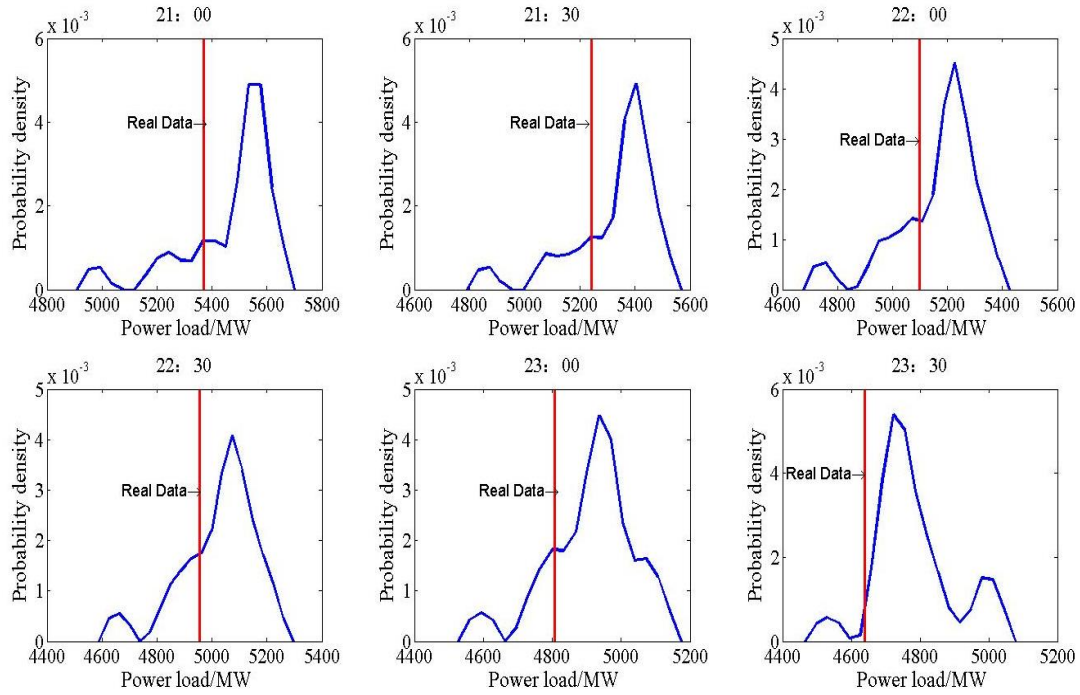 x 10⁻³
21：00
Probability density
6
4
2
0
Real Data→
4800 5000 5200 5400 5600 5800
Power load/MW
x 10⁻³
21：30
Probability density
6
4
2
0
Real Data→
4600 4800 5000 5200 5400 5600
Power load/MW
x 10⁻³
22：00
Probability density
5
4
3
2
1
0
Real Data→
4600 4800 5000 5200 5400 5600
Power load/MW
x 10⁻³
22：30
Probability density
5
4
3
2
1
0
Real Data→
4400 4600 4800 5000 5200 5400
Power load/MW
x 10⁻³
23：00
Probability density
5
4
3
2
1
0
Real Data→
4400 4600 4800 5000 5200
Power load/MW
x 10⁻³
23：30
Probability density
6
4
2
0
Real Data→
4400 4600 4800 5000 5200
Power load/MW